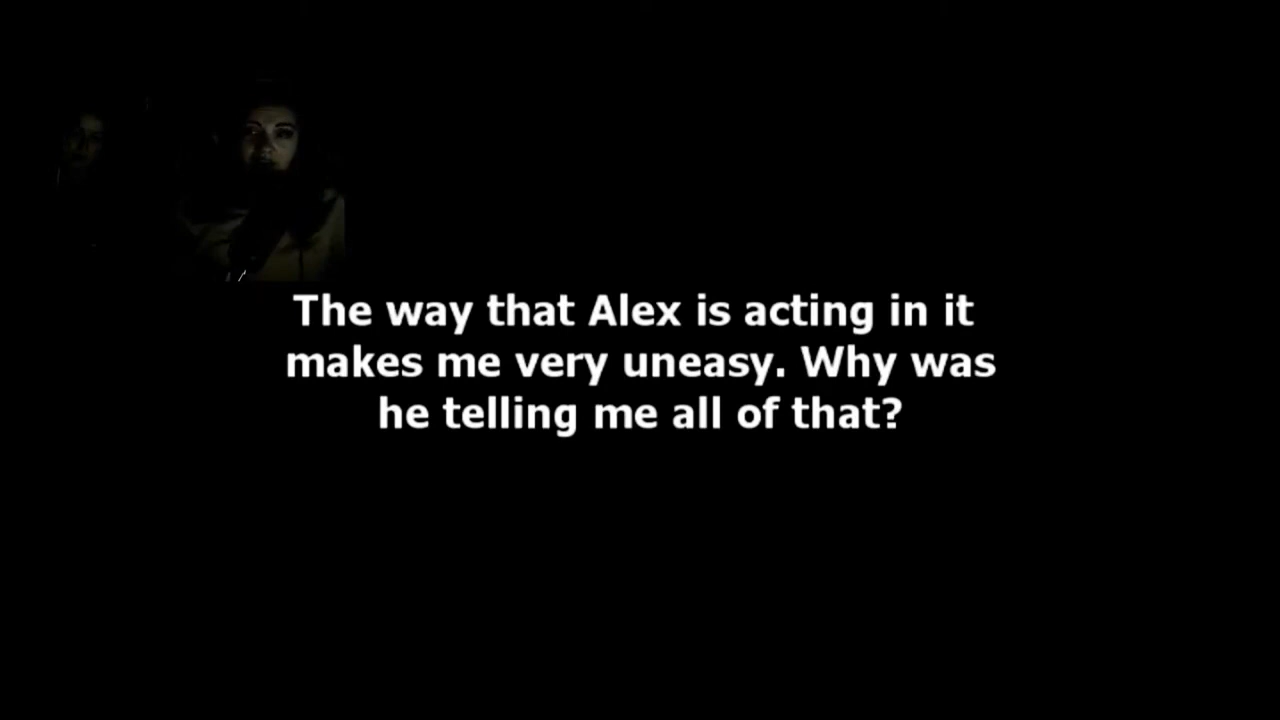 The way that Alex is acting in it
makes me very uneasy. Why was
he telling me all of that?